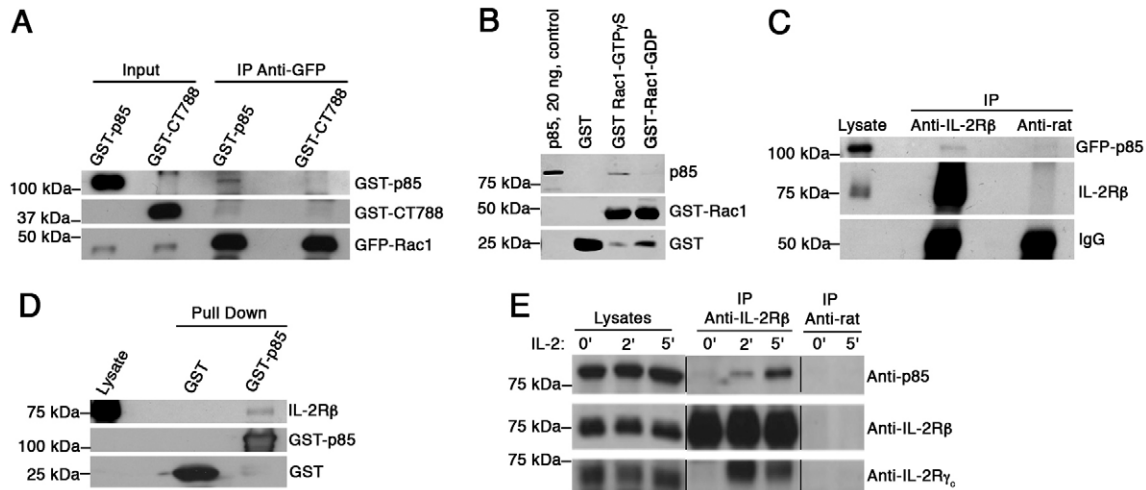 A
Input IP Anti-GFP
GST-p85 GST-CT788 GST-p85 GST-CT788
100 kDa GST-p85
37 kDa GST-CT788
50 kDa GFP-Rac1
B
p85, 20 ng, control GST GST Rac1-GTPγS GST-Rac1-GDP
75 kDa p85
50 kDa GST-Rac1
25 kDa GST
C
IP
Lysate Anti-IL-2Rβ Anti-rat
100 kDa GFP-p85
75 kDa IL-2Rβ
50 kDa IgG
D
Pull Down
Lysate GST GST-p85
75 kDa IL-2Rβ
100 kDa GST-p85
25 kDa GST
E
Lysates IP Anti-IL-2Rβ IP Anti-rat
IL-2: 0' 2' 5' 0' 2' 5' 0' 5'
75 kDa Anti-p85
75 kDa Anti-IL-2Rβ
75 kDa Anti-IL-2Rγc